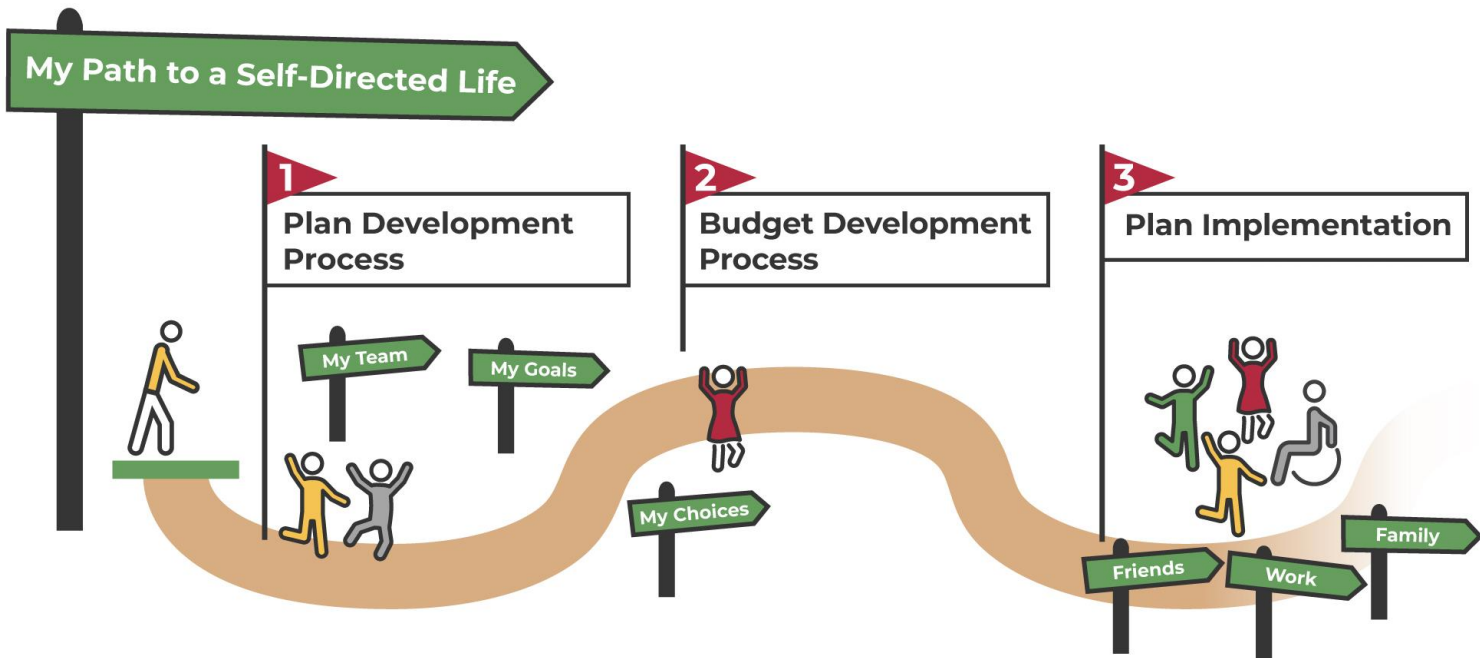 My Path to a Self-Directed Life
1
Plan Development
Process
2
Budget Development
Process
3
Plan Implementation
My Team
My Goals
My Choices
Friends
Work
Family